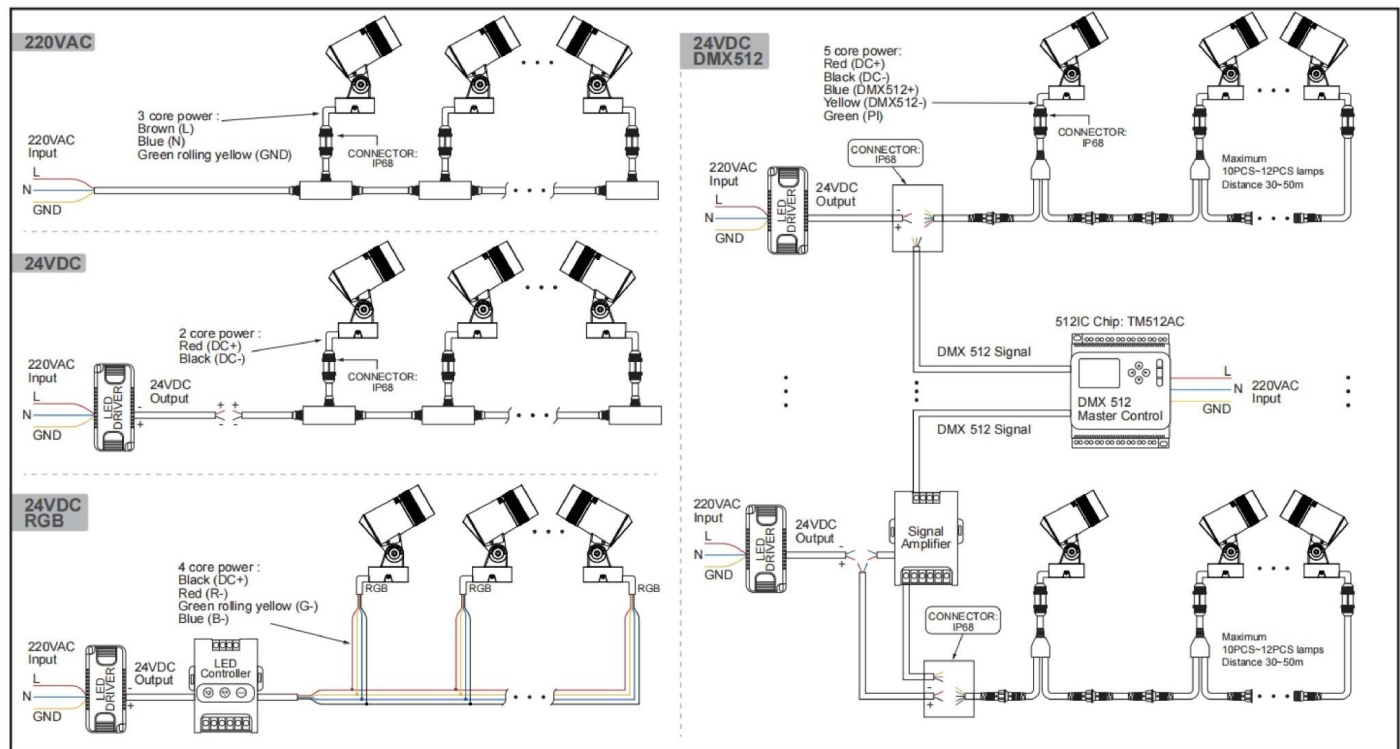 220VAC
3 core power :
Brown (L)
Blue (N)
Green rolling yellow (GND)
220VAC
Input
L
N
GND
CONNECTOR:
IP68
24VDC
2 core power :
Red (DC+)
Black (DC-)
220VAC
Input
L
N
GND
LED
DRIVER
24VDC
Output
-
+
+ +
- -
CONNECTOR:
IP68
24VDC
RGB
4 core power :
Black (DC+)
Red (R-)
Green rolling yellow (G-)
Blue (B-)
RGB
RGB
RGB
220VAC
Input
L
N
GND
LED
DRIVER
24VDC
Output
-
+
LED
Controller
24VDC
DMX512
5 core power:
Red (DC+)
Black (DC-)
Blue (DMX512+)
Yellow (DMX512-)
Green (PI)
CONNECTOR:
IP68
CONNECTOR:
IP68
220VAC
Input
L
N
GND
LED
DRIVER
24VDC
Output
-
+
Maximum
10PCS~12PCS lamps
Distance 30~50m
512IC Chip: TM512AC
DMX 512 Signal
DMX 512
Master Control
L
N
GND
220VAC
Input
DMX 512 Signal
220VAC
Input
L
N
GND
LED
DRIVER
24VDC
Output
-
+
Signal
Amplifier
CONNECTOR:
IP68
-
+
Maximum
10PCS~12PCS lamps
Distance 30~50m